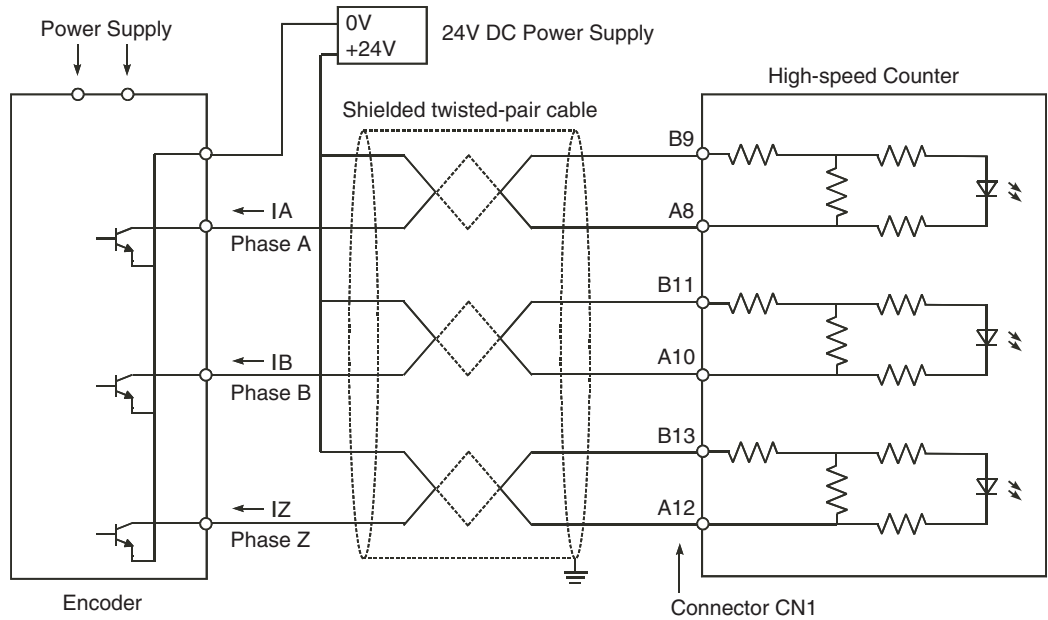 Power Supply
0V
+24V
24V DC Power Supply
High-speed Counter
Shielded twisted-pair cable
B9
IA
A8
Phase A
B11
IB
A10
Phase B
B13
IZ
A12
Phase Z
Encoder
Connector CN1